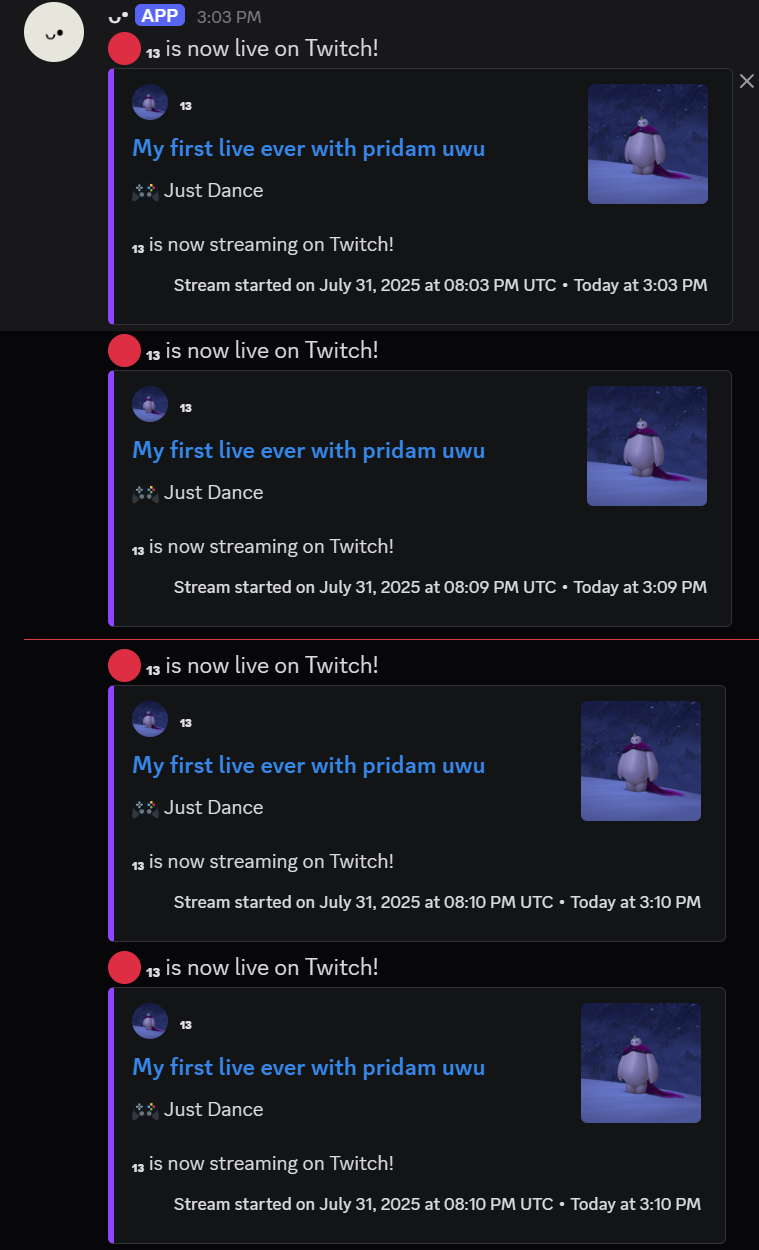 APP 3:03 PM
13 is now live on Twitch!
13
My first live ever with pridam uwu
🎮 Just Dance
13 is now streaming on Twitch!
Stream started on July 31, 2025 at 08:03 PM UTC • Today at 3:03 PM
13 is now live on Twitch!
13
My first live ever with pridam uwu
🎮 Just Dance
13 is now streaming on Twitch!
Stream started on July 31, 2025 at 08:09 PM UTC • Today at 3:09 PM
13 is now live on Twitch!
13
My first live ever with pridam uwu
🎮 Just Dance
13 is now streaming on Twitch!
Stream started on July 31, 2025 at 08:10 PM UTC • Today at 3:10 PM
13 is now live on Twitch!
13
My first live ever with pridam uwu
🎮 Just Dance
13 is now streaming on Twitch!
Stream started on July 31, 2025 at 08:10 PM UTC • Today at 3:10 PM